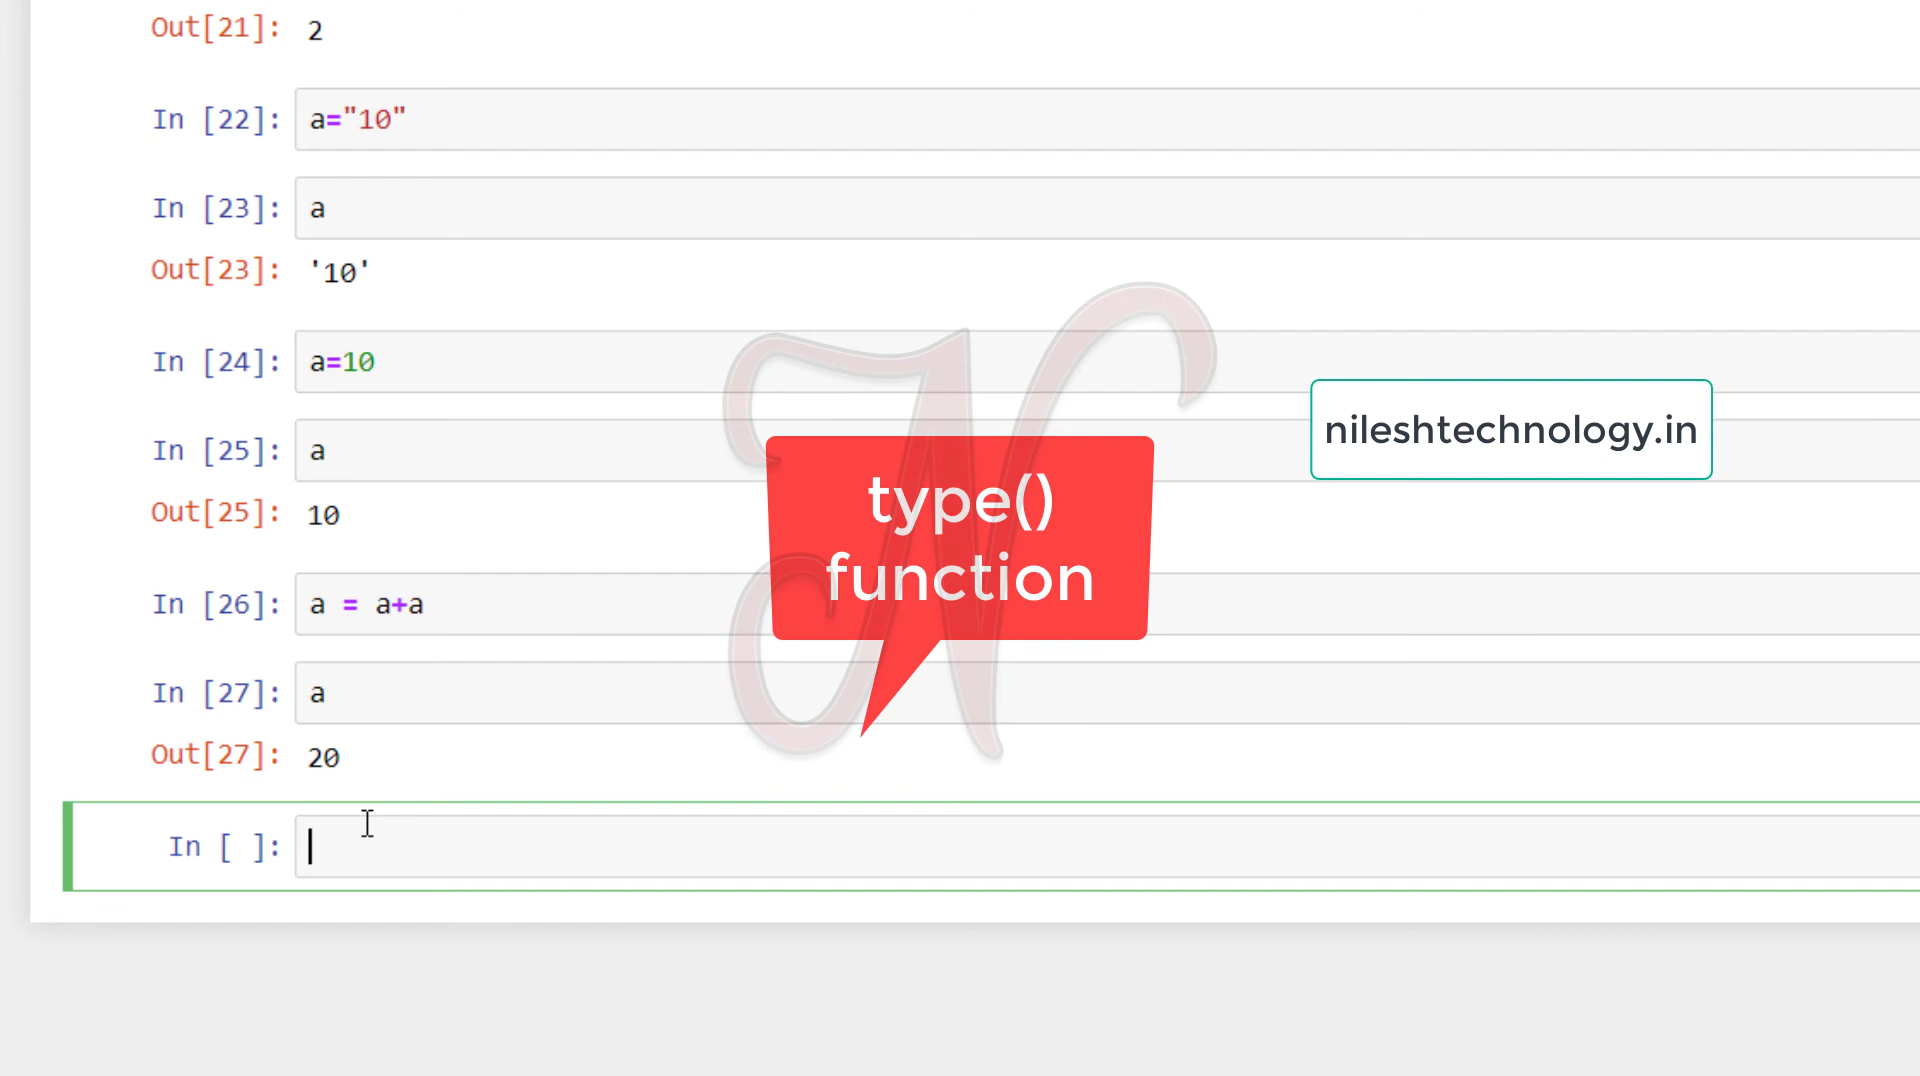 Out[21]: 2
In [22]: a="10"
In [23]: a
Out[23]: '10'
In [24]: a=10
nileshtechnology.in
In [25]: a
Out[25]: 10
type()
function
In [26]: a = a+a
In [27]: a
Out[27]: 20
In [ ]:
N